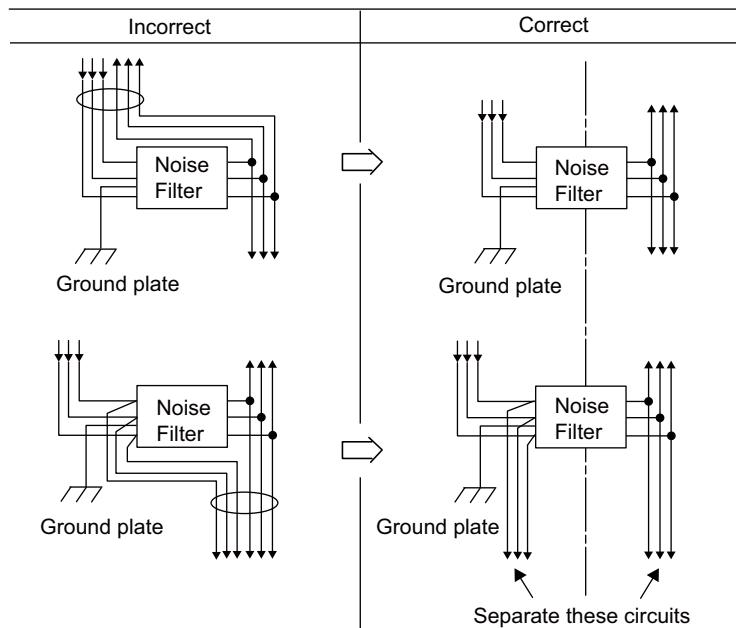 Incorrect
Correct
Noise
Filter
Ground plate
Noise
Filter
Ground plate
Noise
Filter
Ground plate
Noise
Filter
Ground plate
Separate these circuits